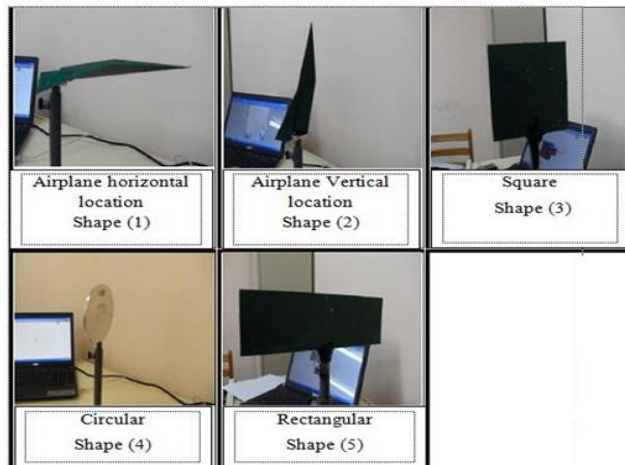 Airplane horizontal
location
Shape (1)
Airplane Vertical
location
Shape (2)
Square
Shape (3)
Circular
Shape (4)
Rectangular
Shape (5)